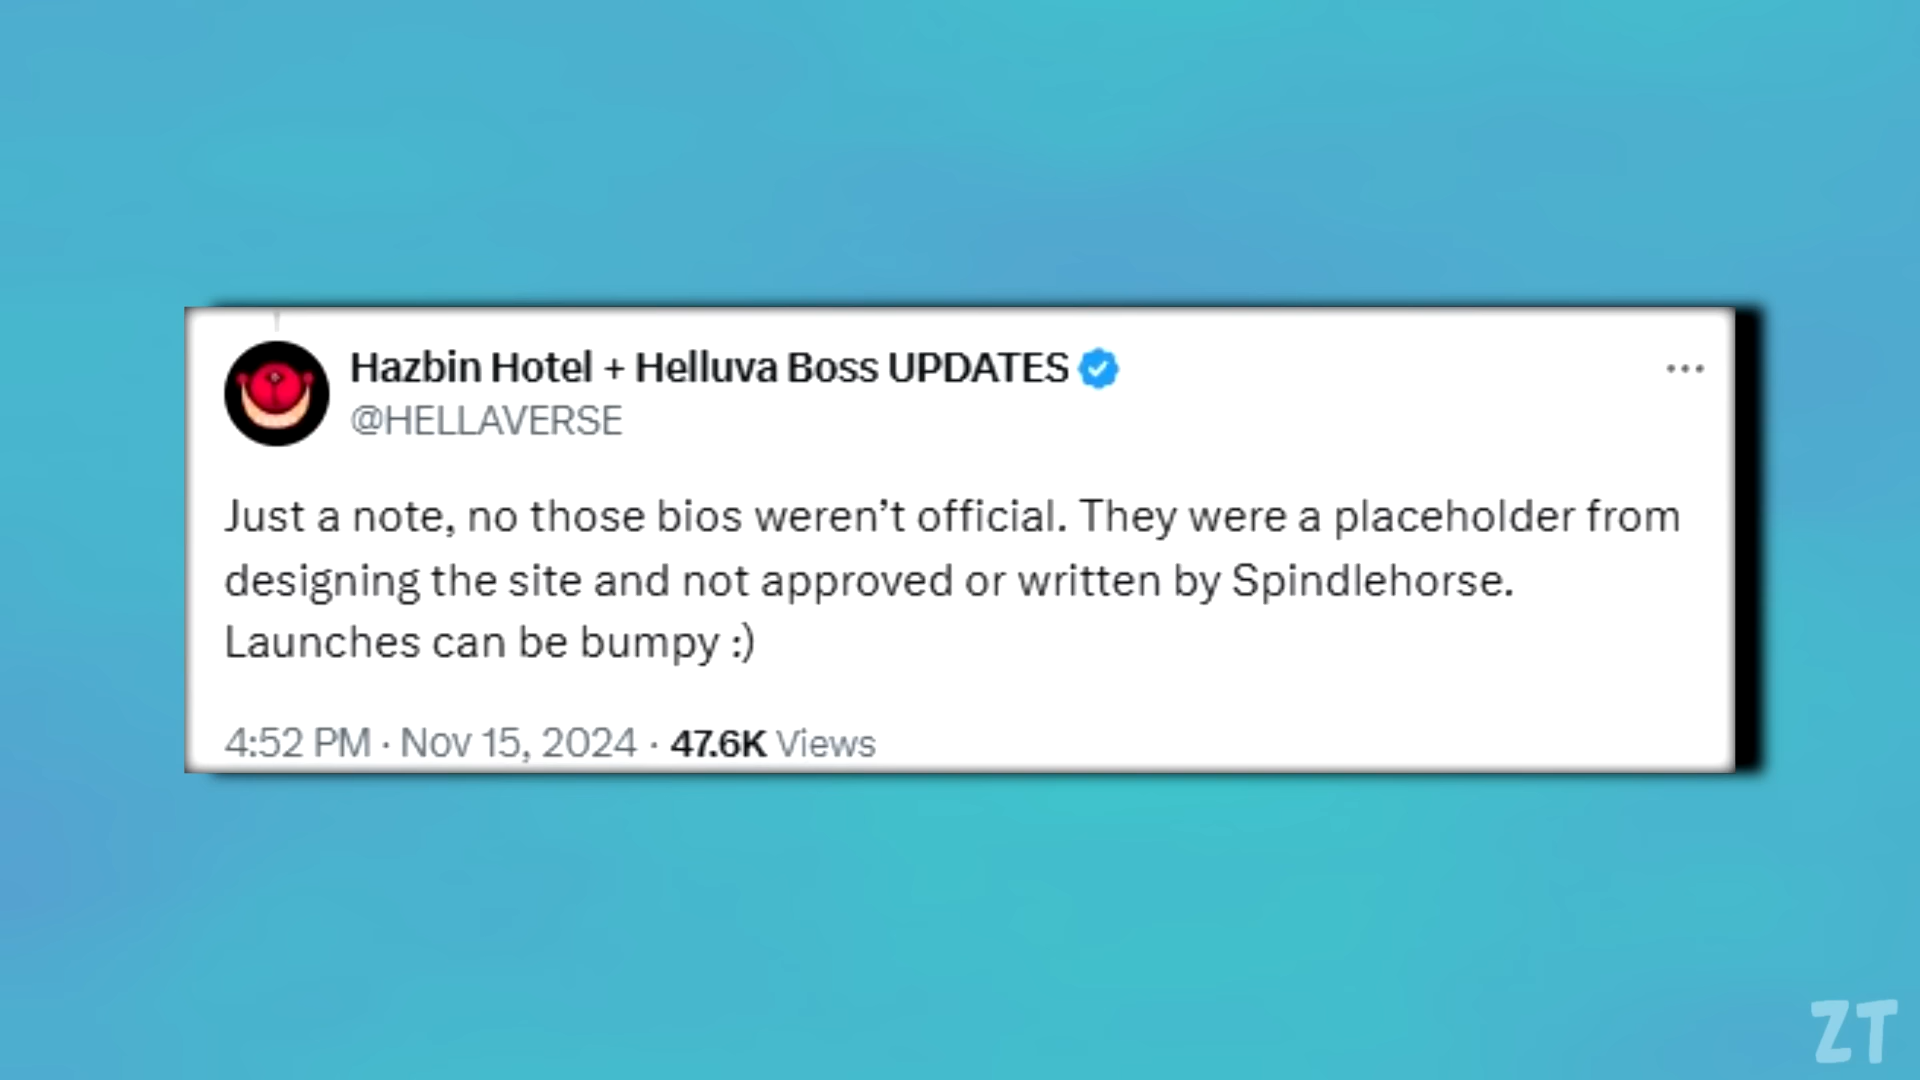 Hazbin Hotel + Helluva Boss UPDATES
@HELLAVERSE
Just a note, no those bios weren’t official. They were a placeholder from
designing the site and not approved or written by Spindlehorse.
Launches can be bumpy :)
4:52 PM · Nov 15, 2024 · 47.6K Views
ZT